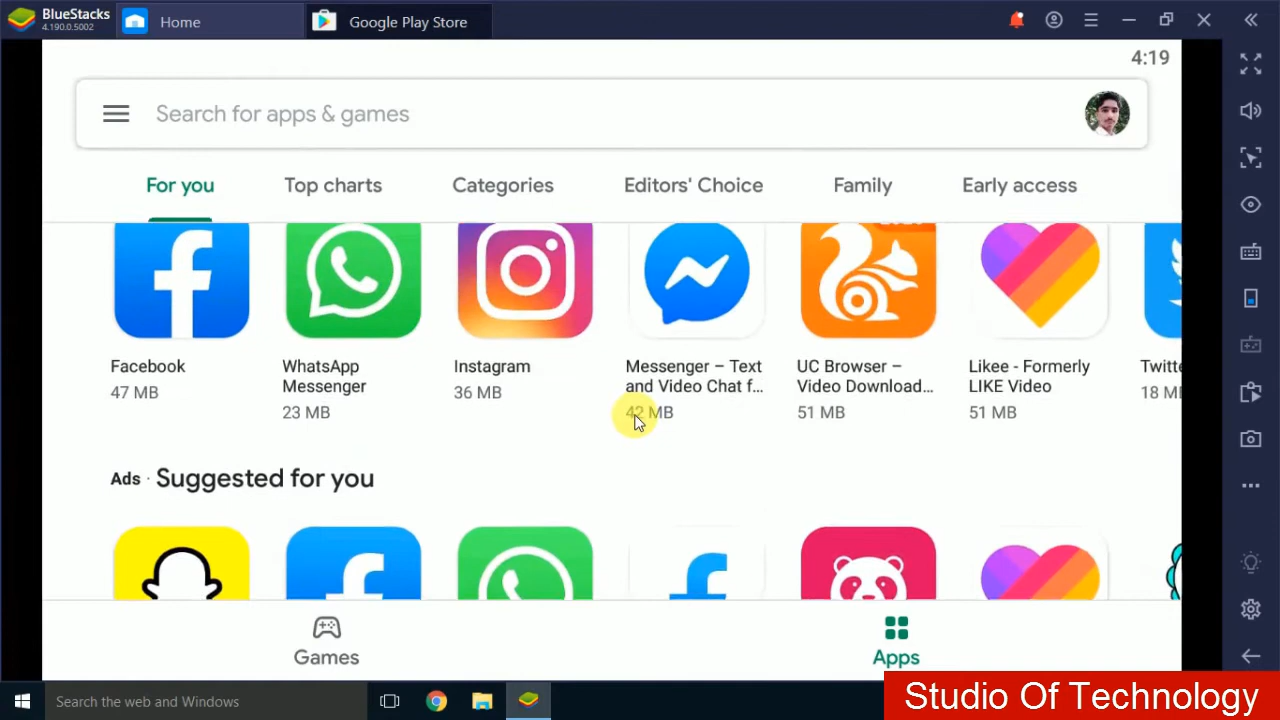 BlueStacks
4.190.0.5002
Home
Google Play Store
4:19
Search for apps & games
For you
Top charts
Categories
Editors' Choice
Family
Early access
Facebook
47 MB
WhatsApp
Messenger
23 MB
Instagram
36 MB
Messenger – Text
and Video Chat f...
42 MB
UC Browser –
Video Download...
51 MB
Likee - Formerly
LIKE Video
51 MB
Twitte
18 M
Ads · Suggested for you
Games
Apps
Search the web and Windows
Studio Of Technology